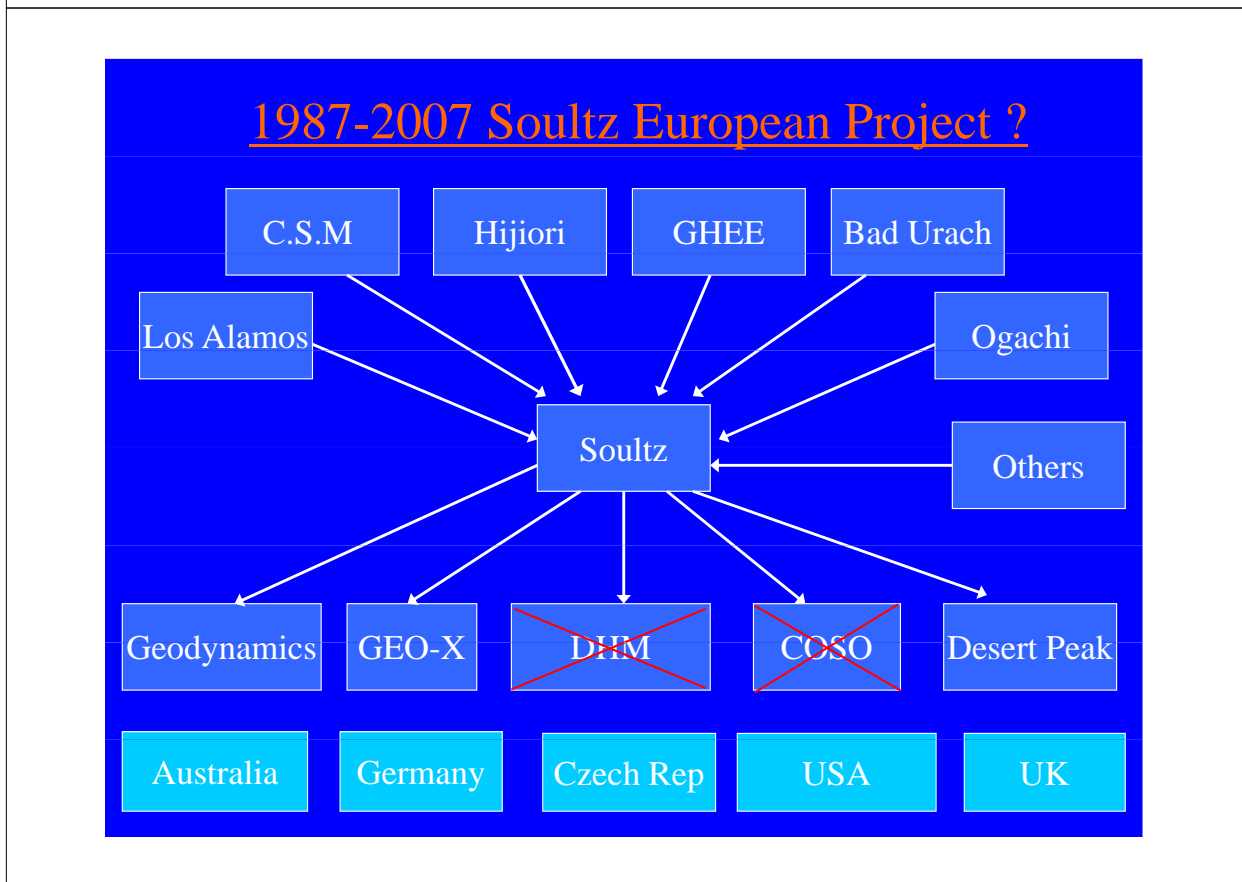 1987-2007 Soultz European Project ?
C.S.M
Hijiori
GHEE
Bad Urach
Los Alamos
Ogachi
Soultz
Others
Geodynamics
GEO-X
DHM
COSO
Desert Peak
Australia
Germany
Czech Rep
USA
UK